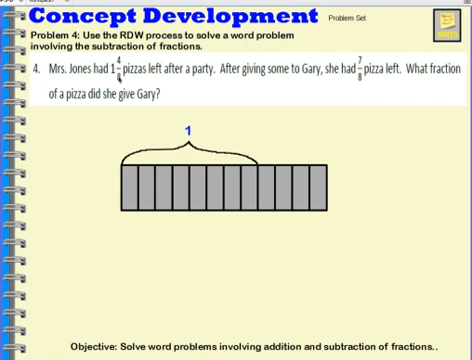 Concept Development Problem Set
NOTES
Problem 4: Use the RDW process to solve a word problem
involving the subtraction of fractions.
4. Mrs. Jones had 1 4/8 pizzas left after a party. After giving some to Gary, she had 7/8 pizza left. What fraction
of a pizza did she give Gary?
1
Objective: Solve word problems involving addition and subtraction of fractions..